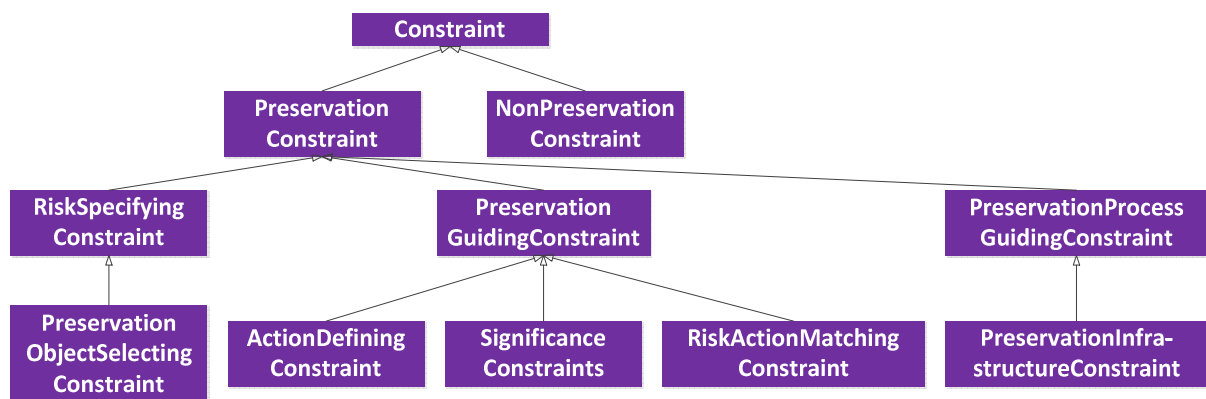 Constraint
Preservation
Constraint
NonPreservation
Constraint
RiskSpecifying
Constraint
Preservation
GuidingConstraint
PreservationProcess
GuidingConstraint
Preservation
ObjectSelecting
Constraint
ActionDefining
Constraint
Significance
Constraints
RiskActionMatching
Constraint
PreservationInfra-
structureConstraint